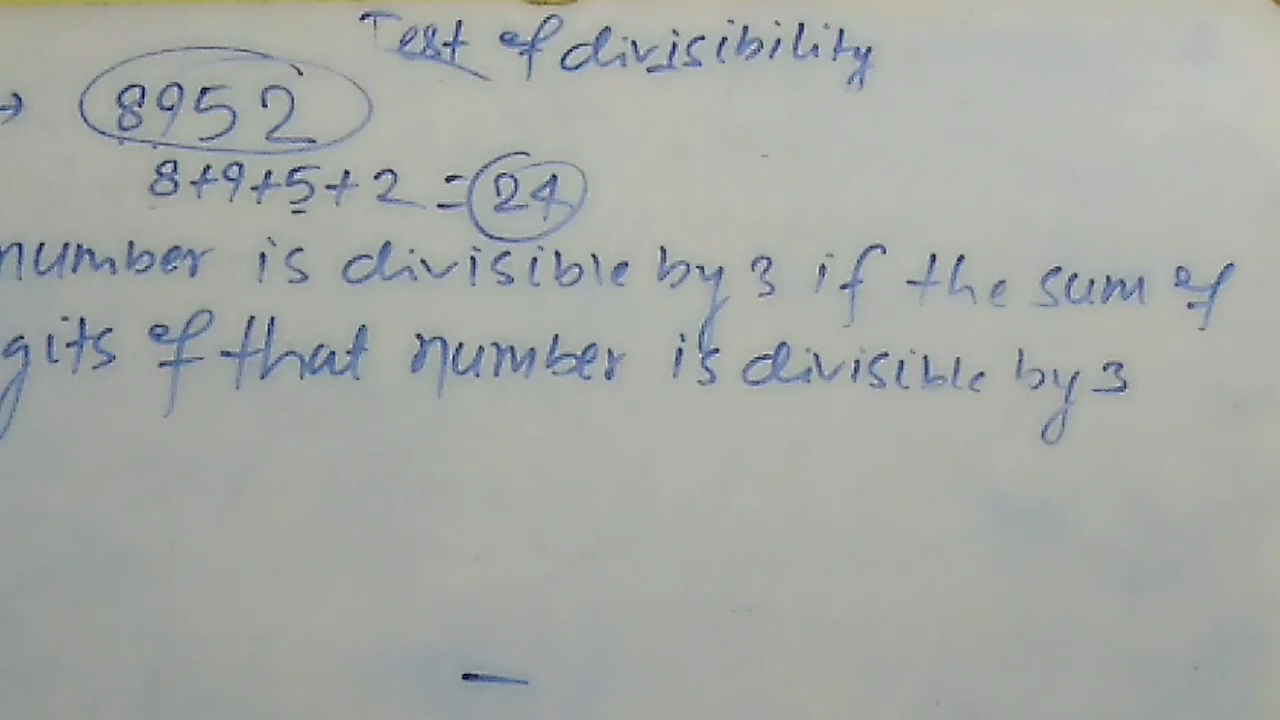 Test of divisibility
→ 8952
8+9+5+2=24
number is divisible by 3 if the sum of
gits of that number is divisible by 3